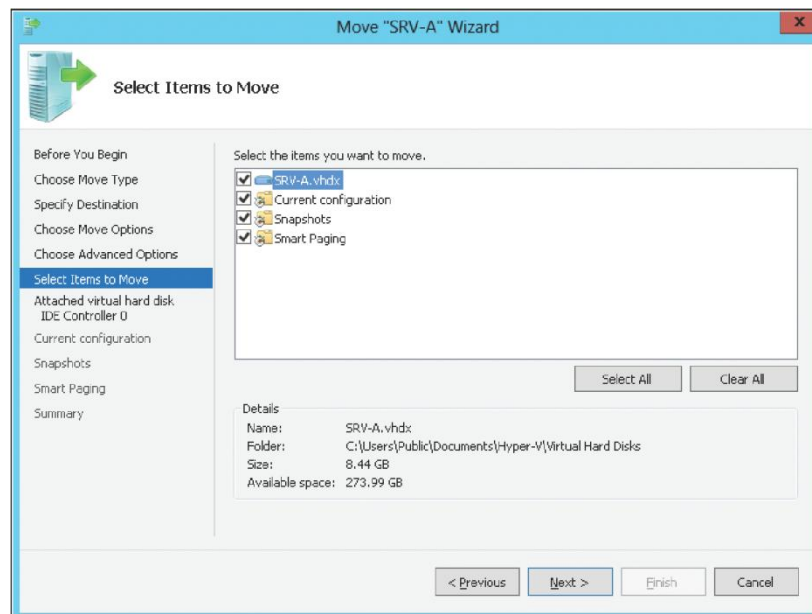 Move "SRV-A" Wizard
x
Select Items to Move
Before You Begin
Choose Move Type
Specify Destination
Choose Move Options
Choose Advanced Options
Select Items to Move
Attached virtual hard disk
IDE Controller 0
Current configuration
Snapshots
Smart Paging
Summary
Select the items you want to move.
SRV-A.vhdx
Current configuration
Snapshots
Smart Paging
Select All
Clear All
Details
Name: SRV-A.vhdx
Folder: C:\Users\Public\Documents\Hyper-V\Virtual Hard Disks
Size: 8.44 GB
Available space: 273.99 GB
< Previous
Next >
Finish
Cancel